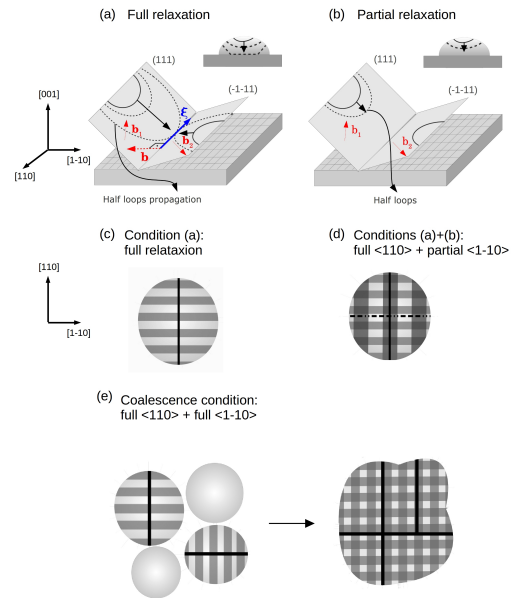 (a) Full relaxation
(b) Partial relaxation
(111)
(-1-11)
ξ
b1
b2
b
[001]
[1-10]
[110]
Half loops propagation
(111)
(-1-11)
b1
b2
Half loops
(c) Condition (a):
full relataxion
(d) Conditions (a)+(b):
full <110> + partial <1-10>
[110]
[1-10]
(e) Coalescence condition:
full <110> + full <1-10>